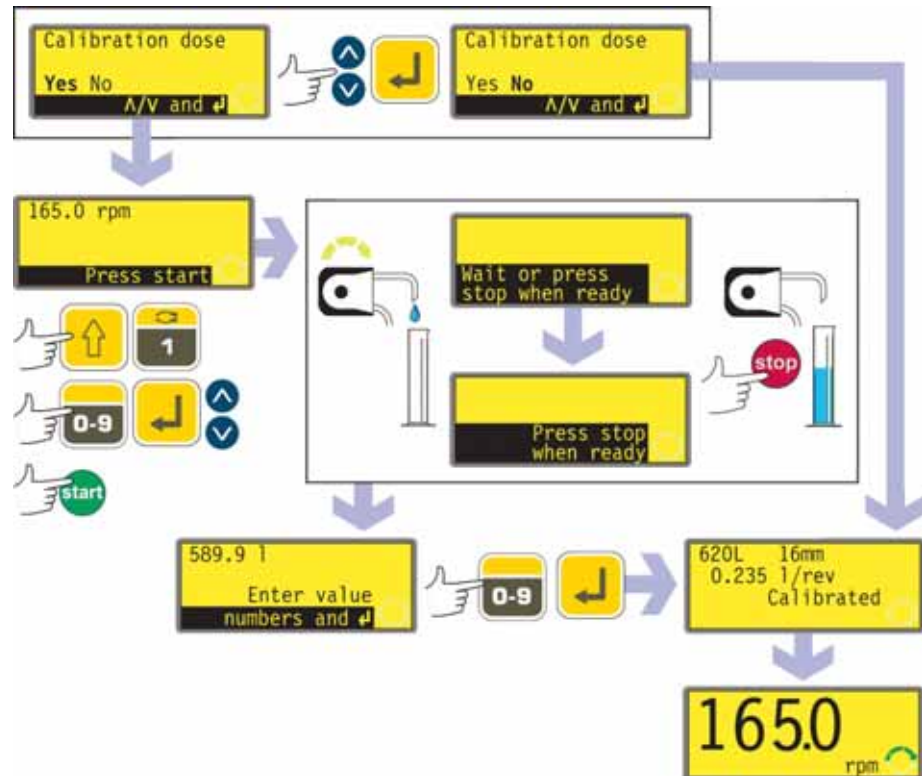 Calibration dose
Yes No
Λ/V and ↲
Calibration dose
Yes No
Λ/V and ↲
165.0 rpm
Press start
1
0-9
start
Wait or press
stop when ready
stop
Press stop
when ready
589.9 l
Enter value
numbers and ↲
0-9
620L 16mm
0.235 l/rev
Calibrated
165.0
rpm